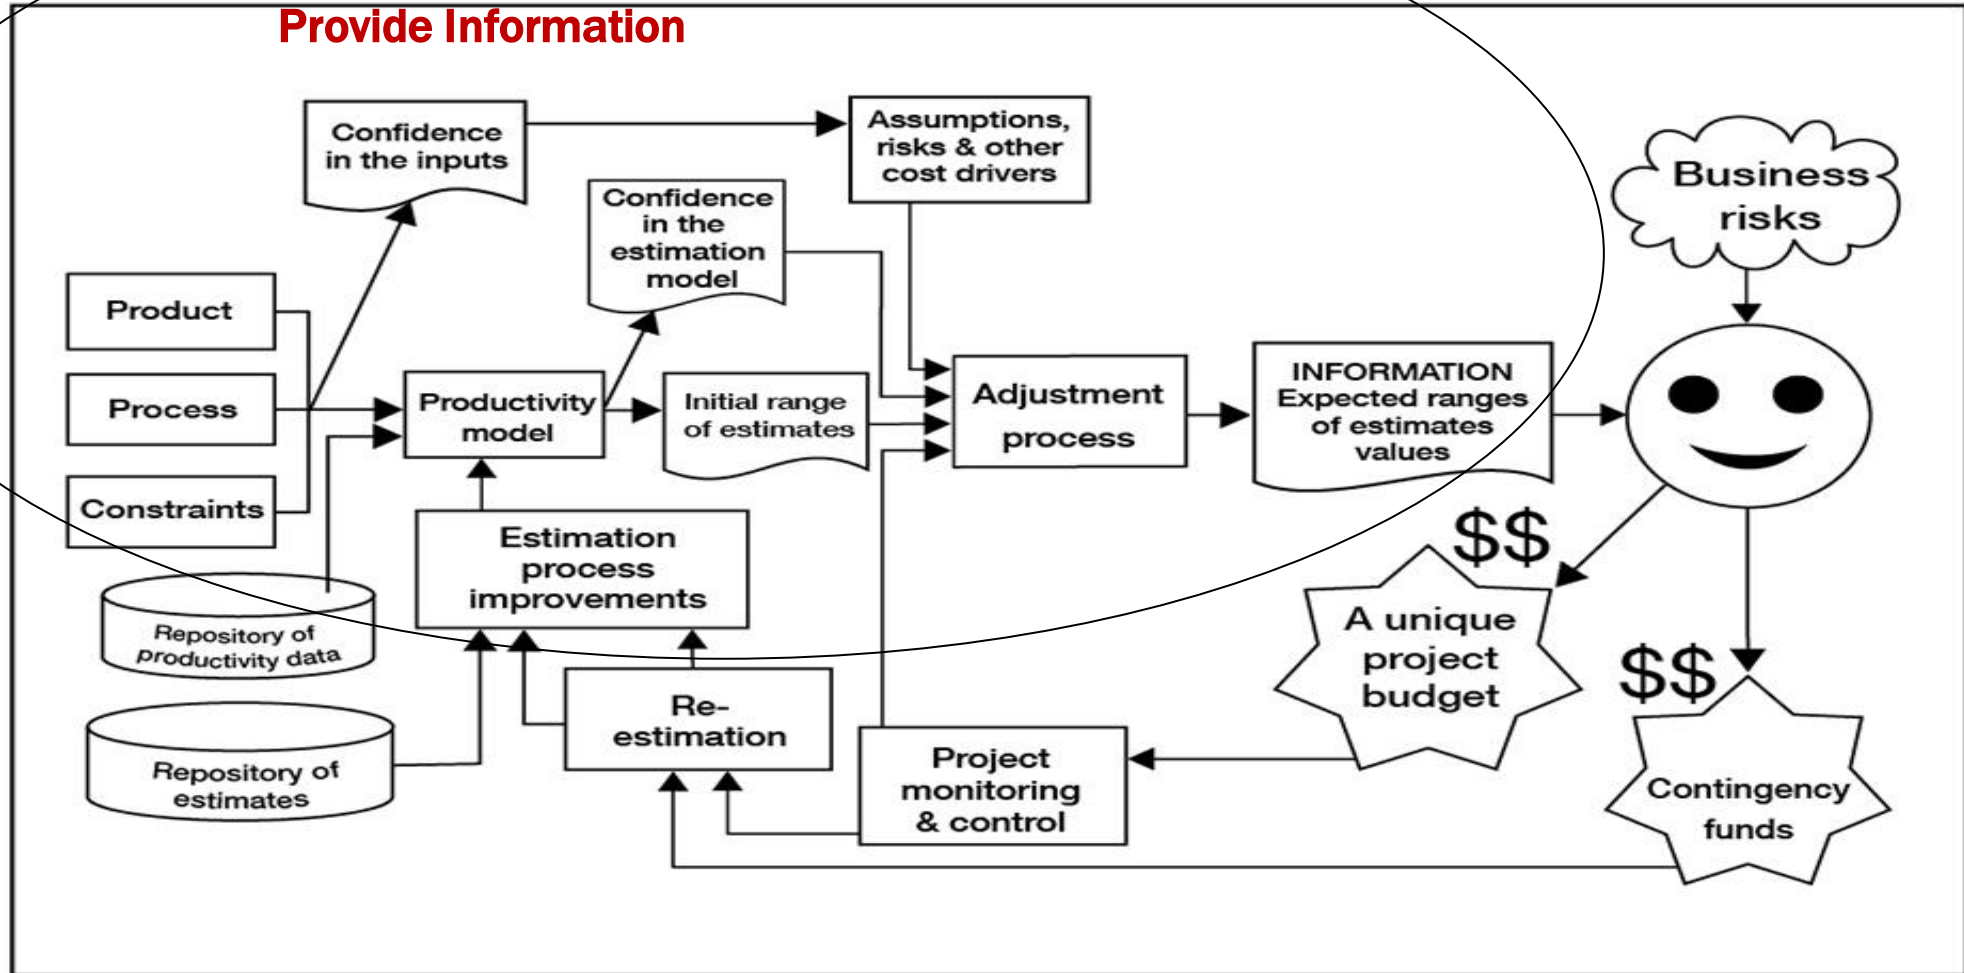 Provide Information
Confidence
in the inputs
Assumptions,
risks & other
cost drivers
Confidence
in the
estimation
model
Business
risks
Product
Process
Constraints
Productivity
model
Initial range
of estimates
Adjustment
process
INFORMATION
Expected ranges
of estimates
values
Estimation
process
improvements
$$
A unique
project
budget
Repository of
productivity data
Re-
estimation
$$
Project
monitoring
& control
Repository of
estimates
Contingency
funds